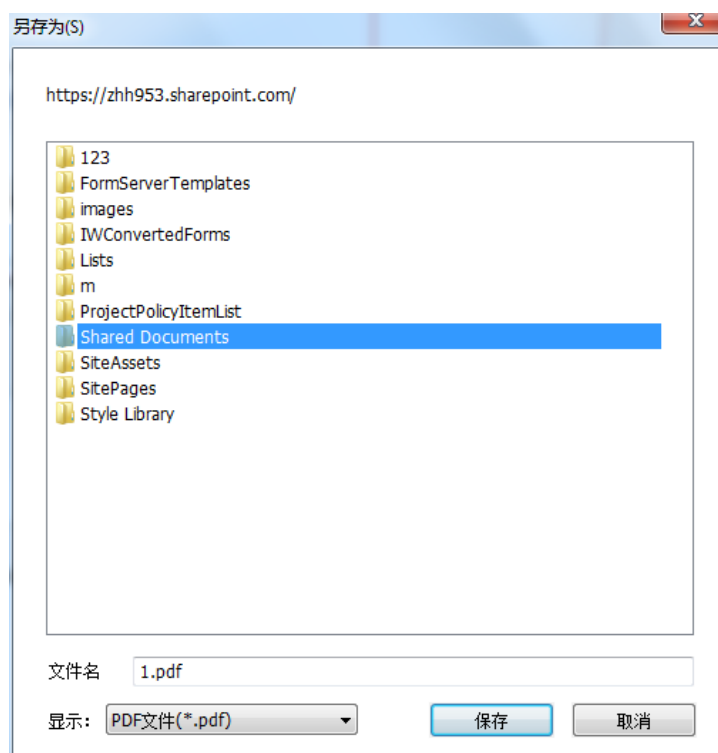 另存为(S)
https://zhh953.sharepoint.com/
123
FormServerTemplates
images
IWConvertedForms
Lists
m
ProjectPolicyItemList
Shared Documents
SiteAssets
SitePages
Style Library
文件名 1.pdf
显示: PDF文件(*.pdf) 保存 取消